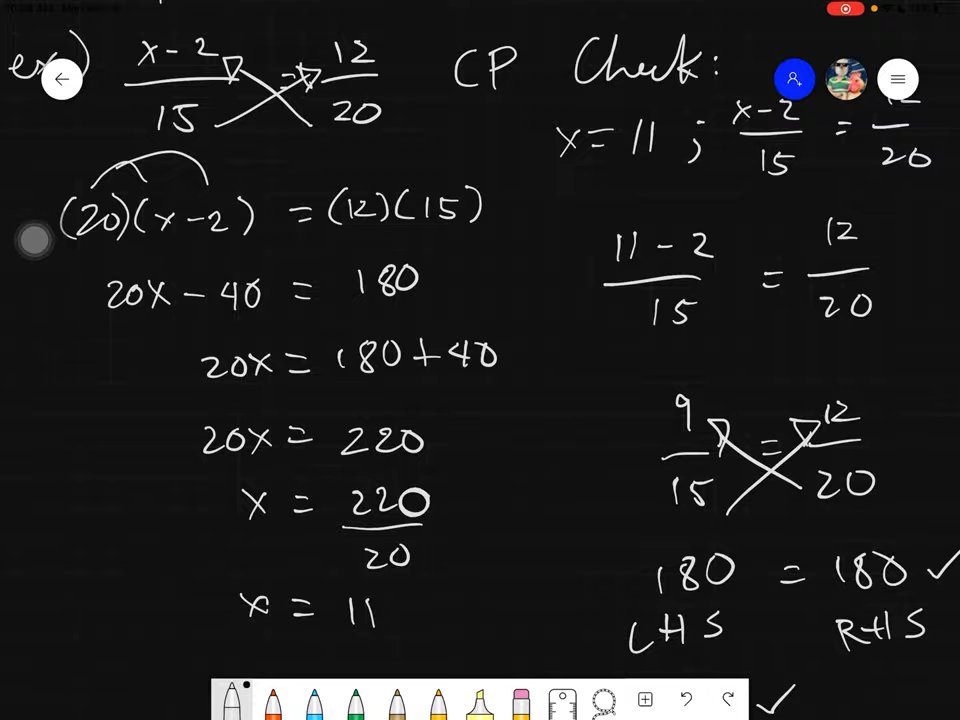 ex) x-2/15 = 12/20 CP
(20)(x-2) = (12)(15)
20x - 40 = 180
20x = 180+40
20x = 220
x = 220/20
x = 11
Check:
x = 11 ; x-2/15 = 12/20
11-2/15 = 12/20
9/15 = 12/20
180 = 180 ✓
LHS RHS
✓